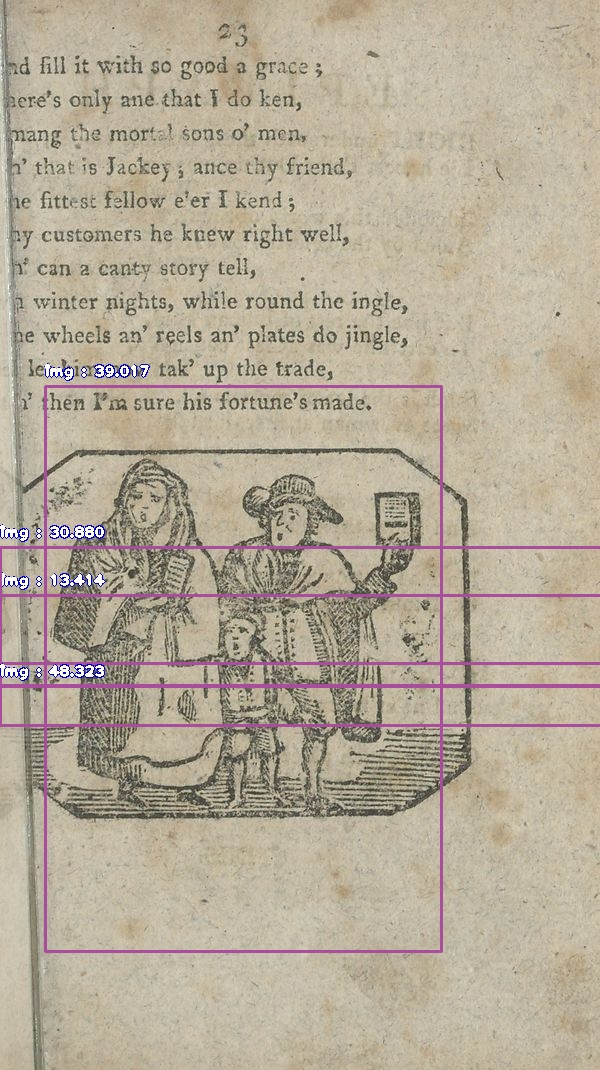 23
nd fill it with so good a grace ;
here's only ane that I do ken,
mang the mortal sons o' men,
n' that is Jackey ; ance thy friend,
he fittest fellow e'er I kend ;
ny customers he knew right well,
n' can a canty story tell,
n winter nights, while round the ingle,
he wheels an' reels an' plates do jingle,
tak' up the trade,
n' then I'm sure his fortune's made.
img : 39.017
img : 30.880
img : 13.414
img : 48.323